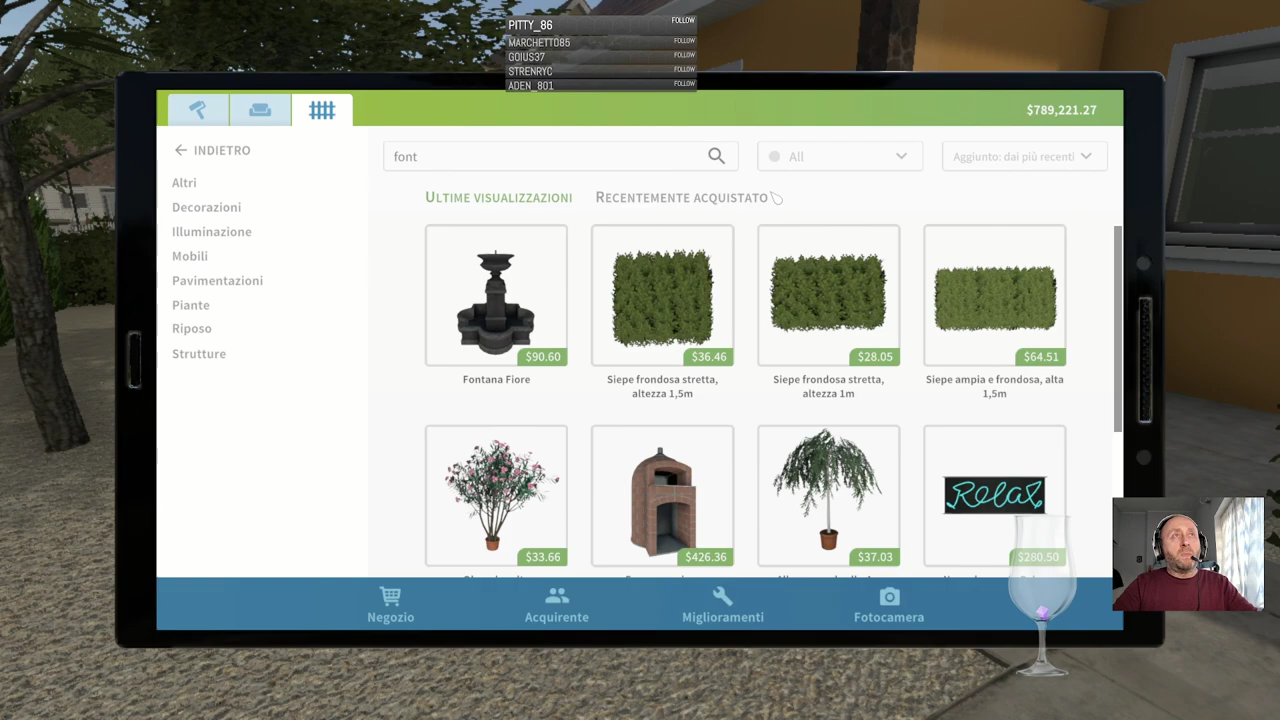 PITTY_86 FOLLOW
MARCHETTO85 FOLLOW
GOIUS37 FOLLOW
STRENRYC FOLLOW
ADEN_801 FOLLOW
$789,221.27
INDIETRO
font
All
Aggiunto: dai più recenti
Altri
Decorazioni
Illuminazione
Mobili
Pavimentazioni
Piante
Riposo
Strutture
ULTIME VISUALIZZAZIONI
RECENTEMENTE ACQUISTATO
$90.60
$36.46
$28.05
$64.51
Fontana Fiore
Siepe frondosa stretta,
altezza 1,5m
Siepe frondosa stretta,
altezza 1m
Siepe ampia e frondosa, alta
1,5m
Relax
$33.66
$426.36
$37.03
$280.50
Negozio
Acquirente
Miglioramenti
Fotocamera